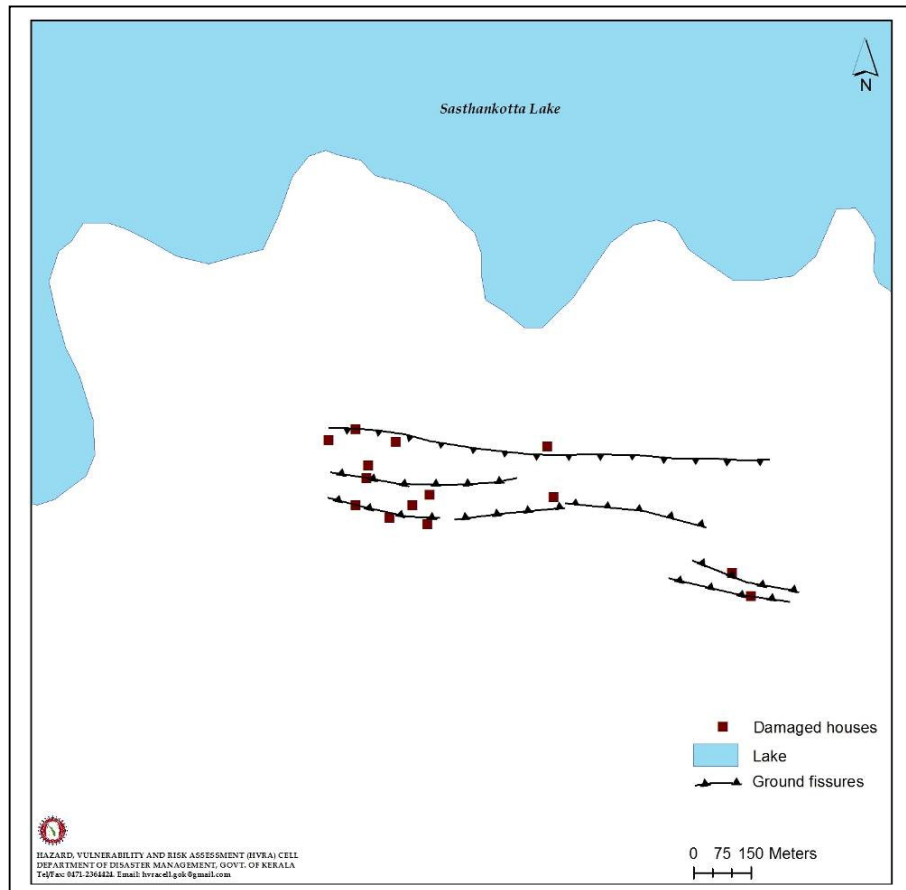 N
Sasthankotta Lake
Damaged houses
Lake
Ground fissures
HAZARD, VULNERABILITY AND RISK ASSESSMENT (HVRA) CELL
DEPARTMENT OF DISASTER MANAGEMENT, GOVT. OF KERALA
Tel/Fax: 0471-2364424. Email: hvracell.gok@gmail.com
0 75 150 Meters